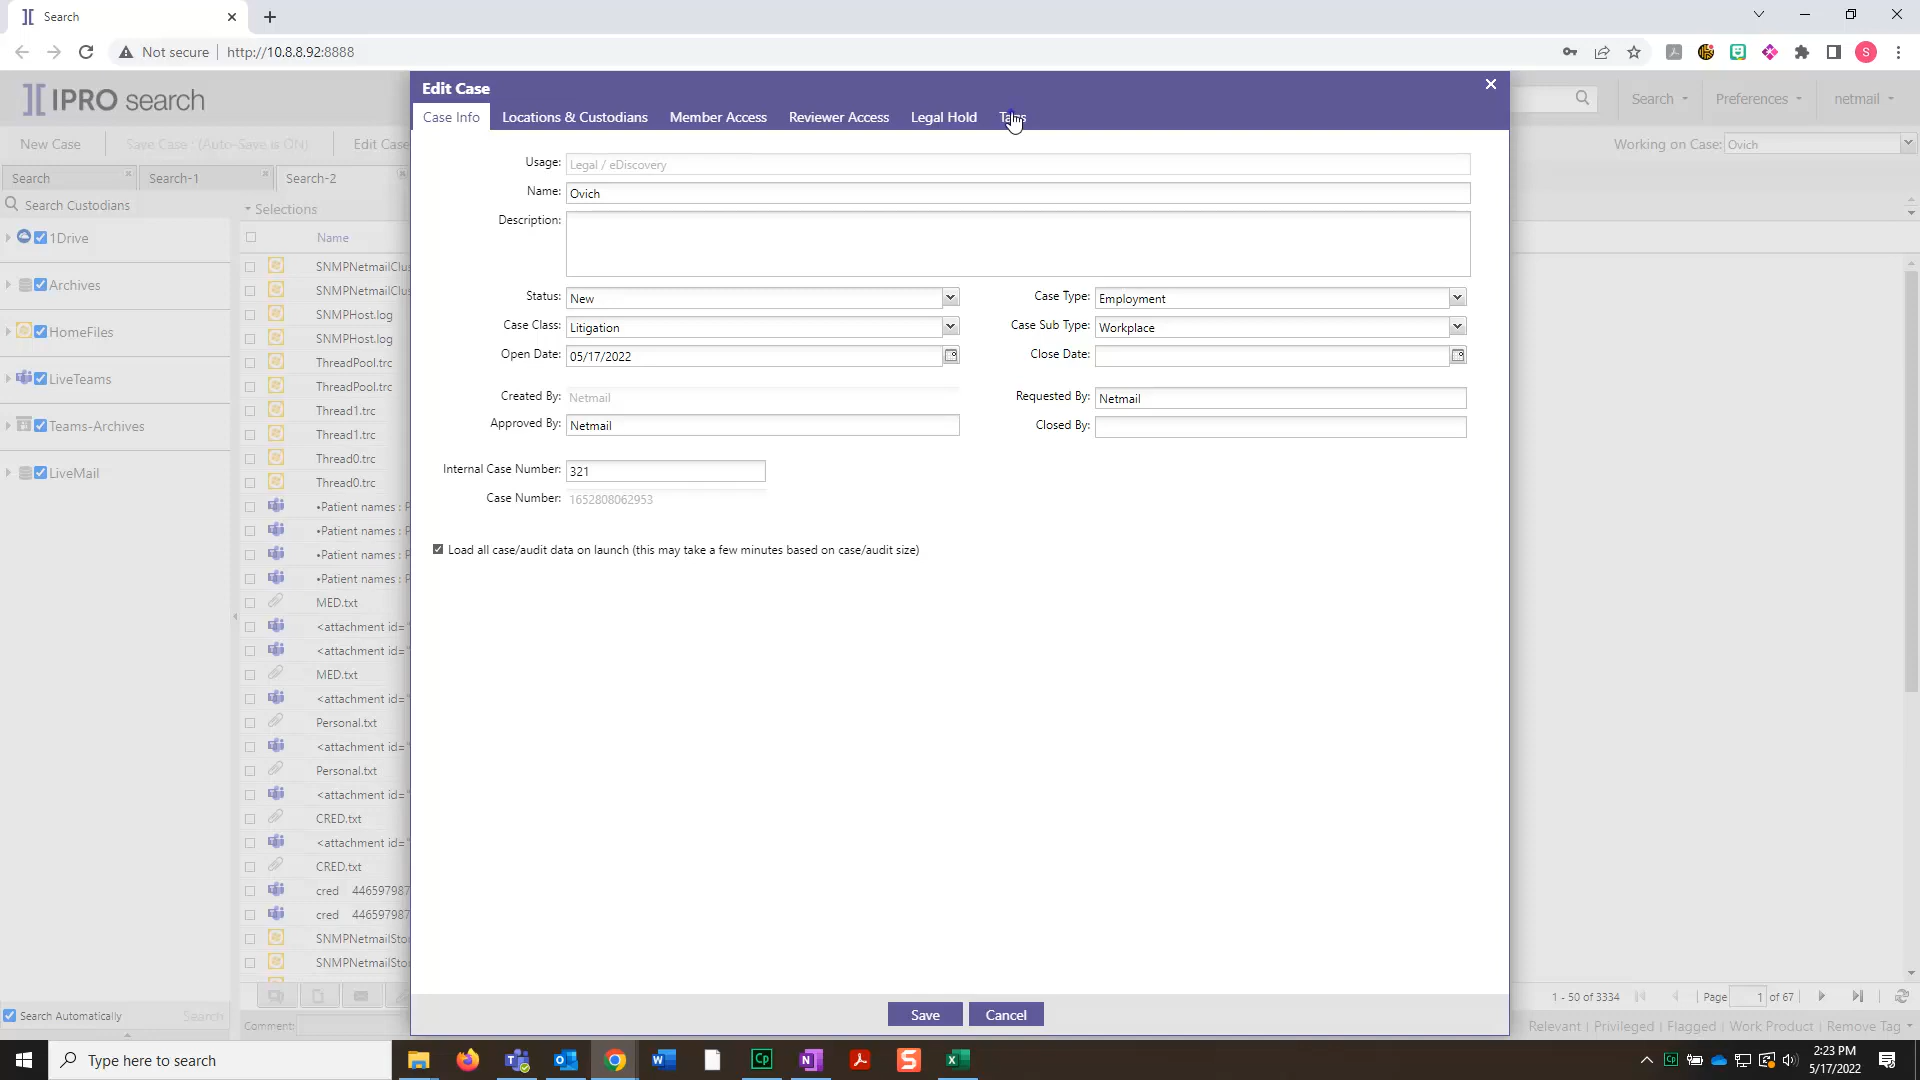 Search
Not secure
http://10.8.8.92:8888
S
IPRO search
Search
Preferences
netmail
New Case
Save Case : (Auto-Save is ON)
Edit Case
Working on Case:
Ovich
Search
Search-1
Search-2
Search Custodians
Selections
1Drive
Archives
HomeFiles
LiveTeams
Teams-Archives
LiveMail
Name
SNMPNetmailClus
SNMPNetmailClus
SNMPHost.log
SNMPHost.log
ThreadPool.trc
ThreadPool.trc
Thread1.trc
Thread1.trc
Thread0.trc
Thread0.trc
•Patient names : P
•Patient names : P
•Patient names : P
•Patient names : P
MED.txt
<attachment id="
<attachment id="
MED.txt
<attachment id="
Personal.txt
<attachment id="
Personal.txt
<attachment id="
CRED.txt
<attachment id="
CRED.txt
cred 446597987
cred 446597987
SNMPNetmailStor
SNMPNetmailStor
Search Automatically
Search
Comment:
Edit Case
Case Info
Locations & Custodians
Member Access
Reviewer Access
Legal Hold
Tags
Usage: Legal / eDiscovery
Name: Ovich
Description:
Status: New
Case Type: Employment
Case Class: Litigation
Case Sub Type: Workplace
Open Date: 05/17/2022
Close Date:
Created By: Netmail
Requested By: Netmail
Approved By: Netmail
Closed By:
Internal Case Number: 321
Case Number: 1652808062953
Load all case/audit data on launch (this may take a few minutes based on case/audit size)
Save
Cancel
1 - 50 of 3334
Page 1 of 67
Relevant | Privileged | Flagged | Work Product | Remove Tag
Type here to search
2:23 PM
5/17/2022